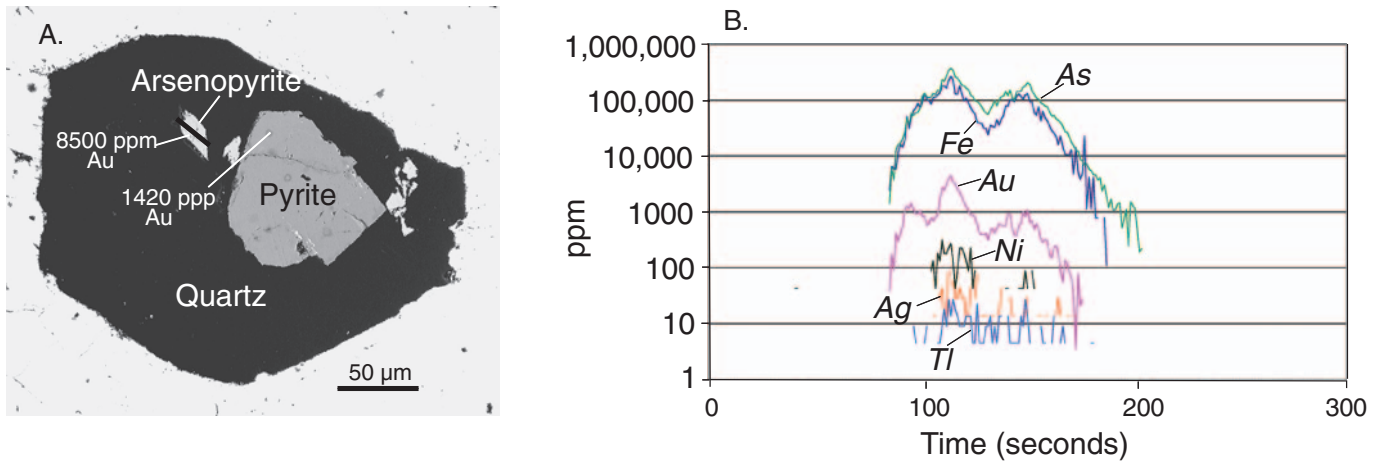 A.
Arsenopyrite
8500 ppm
Au
1420 ppp
Au
Pyrite
Quartz
50 µm
B.
1,000,000
100,000
10,000
1000
100
10
1
ppm
As
Fe
Au
Ni
Ag
Tl
0
100
200
300
Time (seconds)